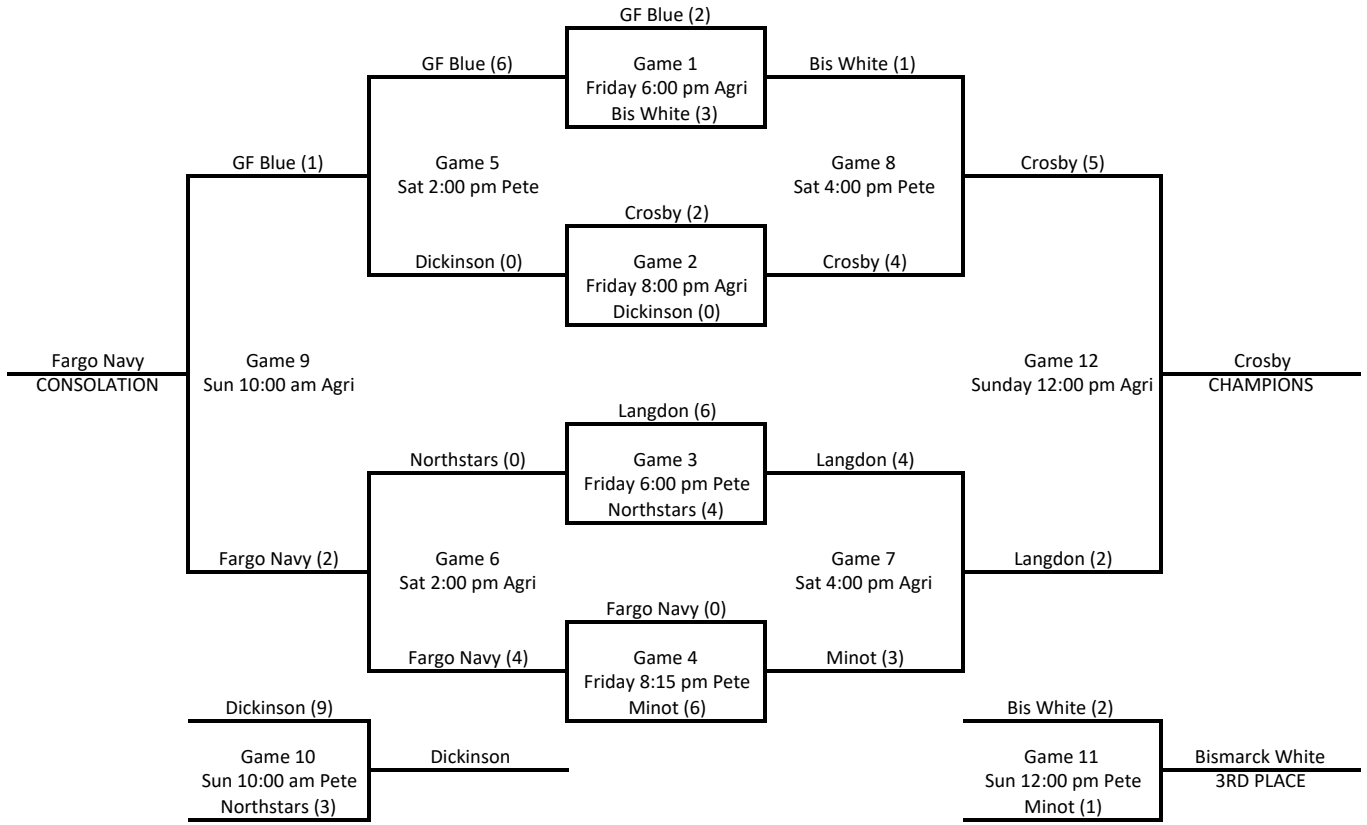 GF Blue (2)
GF Blue (6)
Game 1
Bis White (1)
Friday 6:00 pm Agri
Bis White (3)
GF Blue (1)
Game 5
Game 8
Crosby (5)
Sat 2:00 pm Pete
Sat 4:00 pm Pete
Crosby (2)
Dickinson (0)
Game 2
Crosby (4)
Friday 8:00 pm Agri
Dickinson (0)
Fargo Navy
Game 9
Game 12
Crosby
CONSOLATION
Sun 10:00 am Agri
Sunday 12:00 pm Agri
CHAMPIONS
Langdon (6)
Northstars (0)
Game 3
Langdon (4)
Friday 6:00 pm Pete
Northstars (4)
Fargo Navy (2)
Game 6
Game 7
Langdon (2)
Sat 2:00 pm Agri
Sat 4:00 pm Agri
Fargo Navy (0)
Fargo Navy (4)
Game 4
Minot (3)
Friday 8:15 pm Pete
Dickinson (9)
Minot (6)
Bis White (2)
Game 10
Dickinson
Game 11
Bismarck White
Sun 10:00 am Pete
Sun 12:00 pm Pete
3RD PLACE
Northstars (3)
Minot (1)